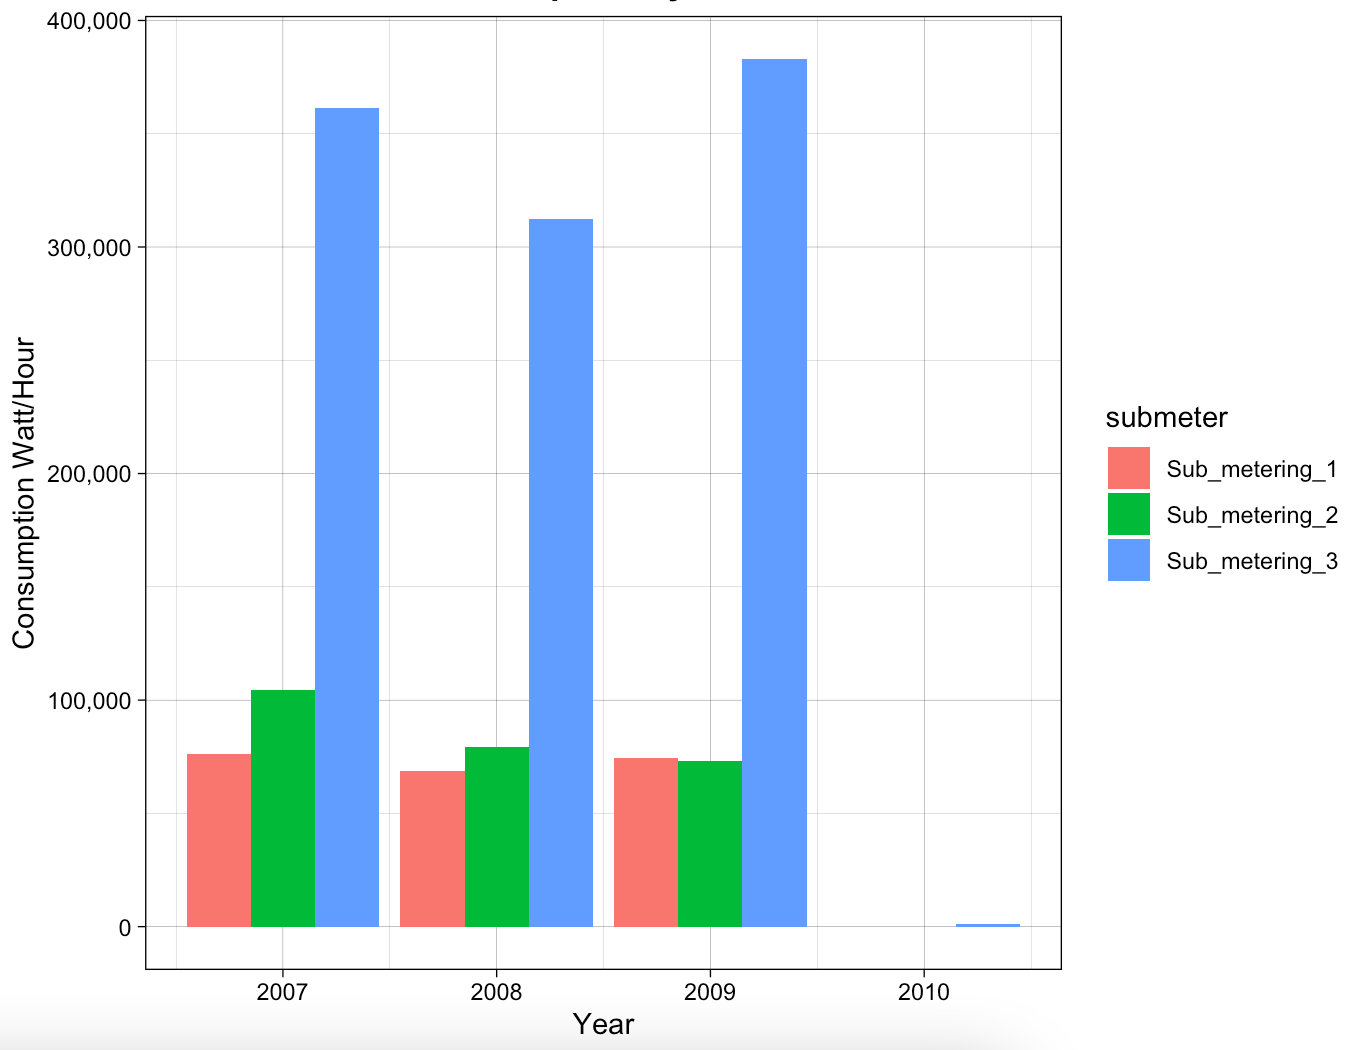 400,000
300,000
200,000
100,000
0
Consumption Watt/Hour
2007 2008 2009 2010
Year
submeter
Sub_metering_1
Sub_metering_2
Sub_metering_3